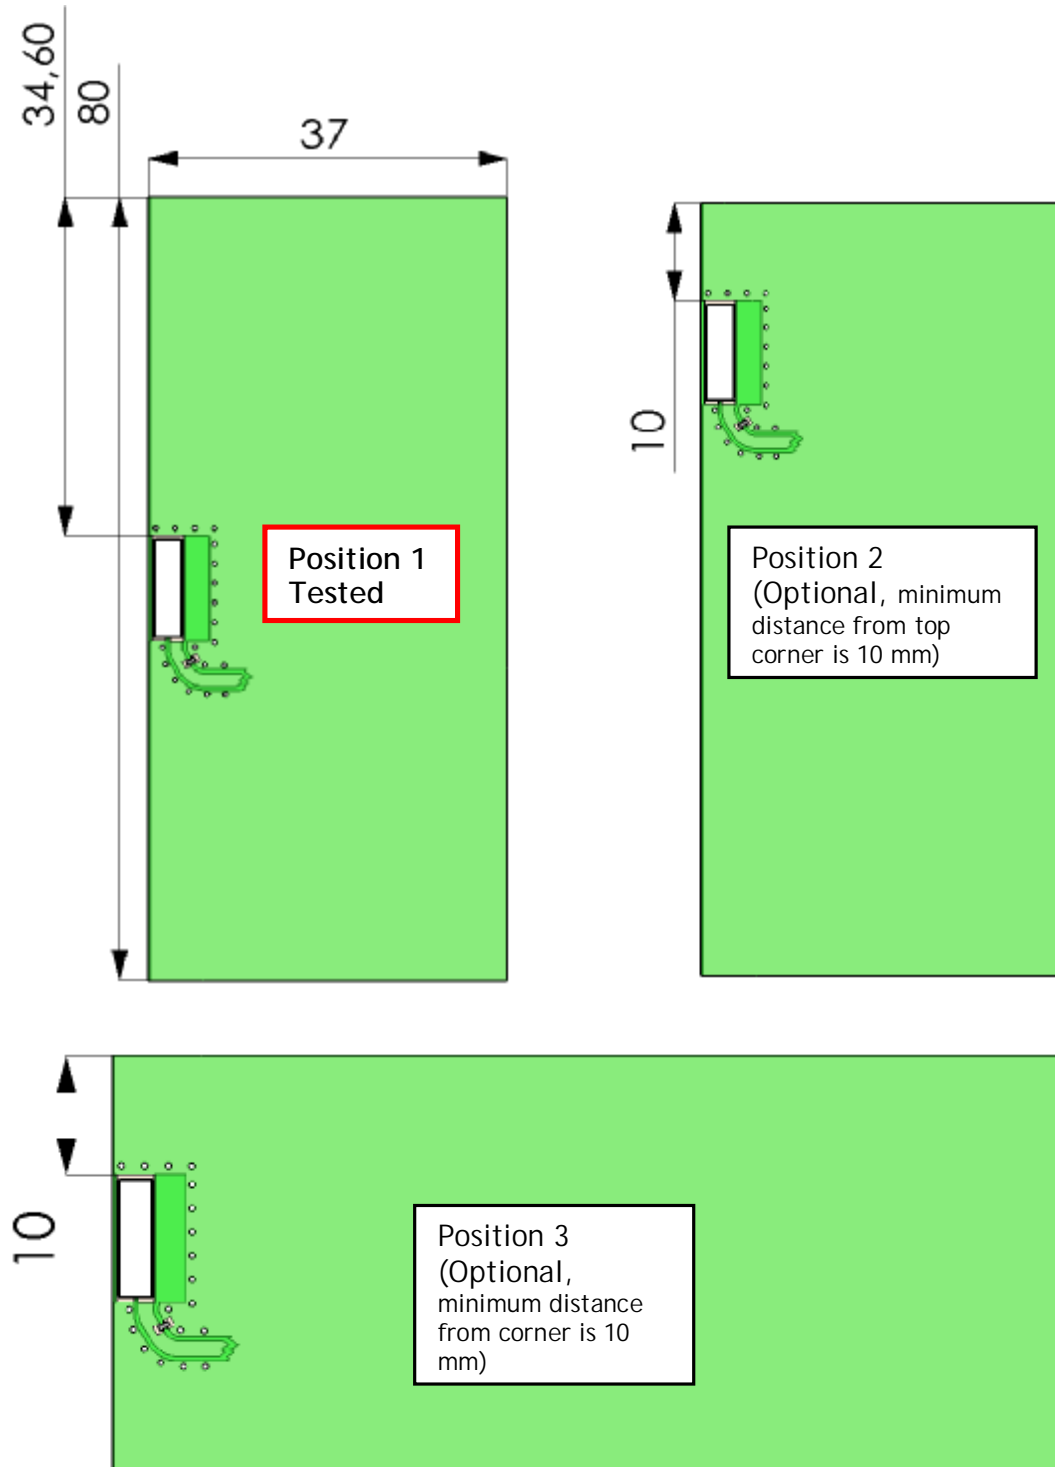 34,60
80
37
Position 1
Tested
10
Position 2
(Optional, minimum
distance from top
corner is 10 mm)
10
Position 3
(Optional,
minimum distance
from corner is 10
mm)